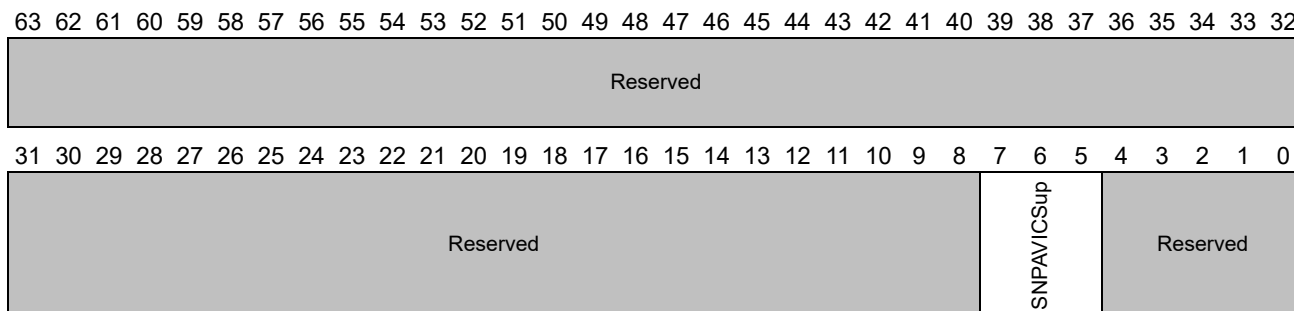 63 62 61 60 59 58 57 56 55 54 53 52 51 50 49 48 47 46 45 44 43 42 41 40 39 38 37 36 35 34 33 32
Reserved
31 30 29 28 27 26 25 24 23 22 21 20 19 18 17 16 15 14 13 12 11 10 9 8 7 6 5 4 3 2 1 0
Reserved
SNPAVICSup
Reserved